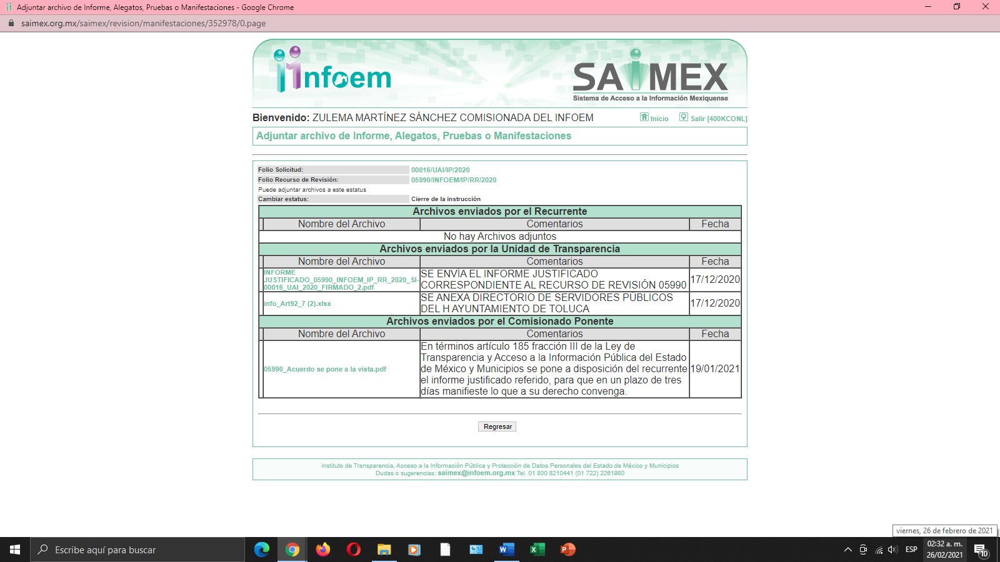 Adjuntar archivo de Informe, Alegatos, Pruebas o Manifestaciones - Google Chrome
saimex.org.mx/saimex/revision/manifestaciones/352978/0.page
infoem
SAIMEX
Sistema de Acceso a la Información Mexiquense
Bienvenido: ZULEMA MARTÍNEZ SÁNCHEZ COMISIONADA DEL INFOEM
Inicio Salir [400KCONL]
Adjuntar archivo de Informe, Alegatos, Pruebas o Manifestaciones
Folio Solicitud: 00016/UAI/IP/2020
Folio Recurso de Revisión: 05990/INFOEM/IP/RR/2020
Puede adjuntar archivos a este estatus
Cambiar estatus: Cierre de la instrucción
Archivos enviados por el Recurrente
Nombre del Archivo Comentarios Fecha
No hay Archivos adjuntos
Archivos enviados por la Unidad de Transparencia
Nombre del Archivo Comentarios Fecha
INFORME
JUSTIFICADO_05990_INFOEM_IP_RR_2020_SI-
00016_UAI_2020_FIRMADO_2.pdf
SE ENVÍA EL INFORME JUSTIFICADO
CORRESPONDIENTE AL RECURSO DE REVISIÓN 05990
17/12/2020
info_Art92_7 (2).xlsx
SE ANEXA DIRECTORIO DE SERVIDORES PÚBLICOS
DEL H AYUNTAMIENTO DE TOLUCA
17/12/2020
Archivos enviados por el Comisionado Ponente
Nombre del Archivo Comentarios Fecha
05990_Acuerdo se pone a la vista.pdf
En términos artículo 185 fracción III de la Ley de
Transparencia y Acceso a la Información Pública del Estado
de México y Municipios se pone a disposición del recurrente
el informe justificado referido, para que en un plazo de tres
días manifieste lo que a su derecho convenga.
19/01/2021
Regresar
Instituto de Transparencia, Acceso a la Información Pública y Protección de Datos Personales del Estado de México y Municipios
Dudas o sugerencias: saimex@infoem.org.mx Tel. 01 800 8210441 (01 722) 2261980
viernes, 26 de febrero de 2021
Escribe aquí para buscar
ESP
02:32 a. m.
26/02/2021
10